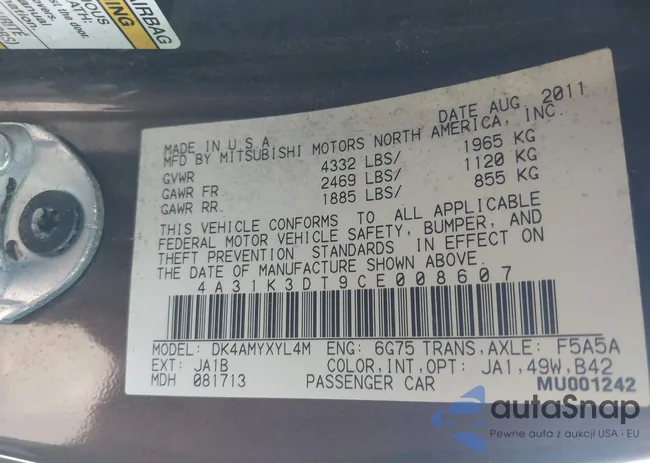 AIRBAG
WARNING
DATE AUG 2011
MADE IN U.S.A
MFD BY MITSUBISHI MOTORS NORTH AMERICA, INC.
GVWR 4332 LBS/ 1965 KG
GAWR FR. 2469 LBS/ 1120 KG
GAWR RR. 1885 LBS/ 855 KG
THIS VEHICLE CONFORMS TO ALL APPLICABLE
FEDERAL MOTOR VEHICLE SAFETY, BUMPER, AND
THEFT PREVENTION STANDARDS IN EFFECT ON
THE DATE OF MANUFACTURE SHOWN ABOVE.
4A31K3DT9CE008607
MODEL: DK4AMYXYL4M ENG: 6G75 TRANS,AXLE: F5A5A
EXT: JA1B COLOR,INT,OPT: JA1,49W,B42
MDH 081713 PASSENGER CAR MU001242
autoSnap
Pewne auta z aukcji USA i EU